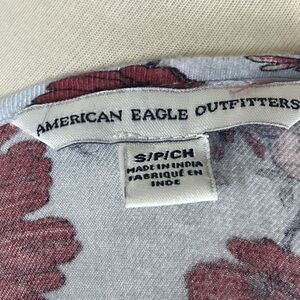 AMERICAN EAGLE OUTFITTERS
S/P/CH
MADE IN INDIA
FABRIQUÉ EN
INDE